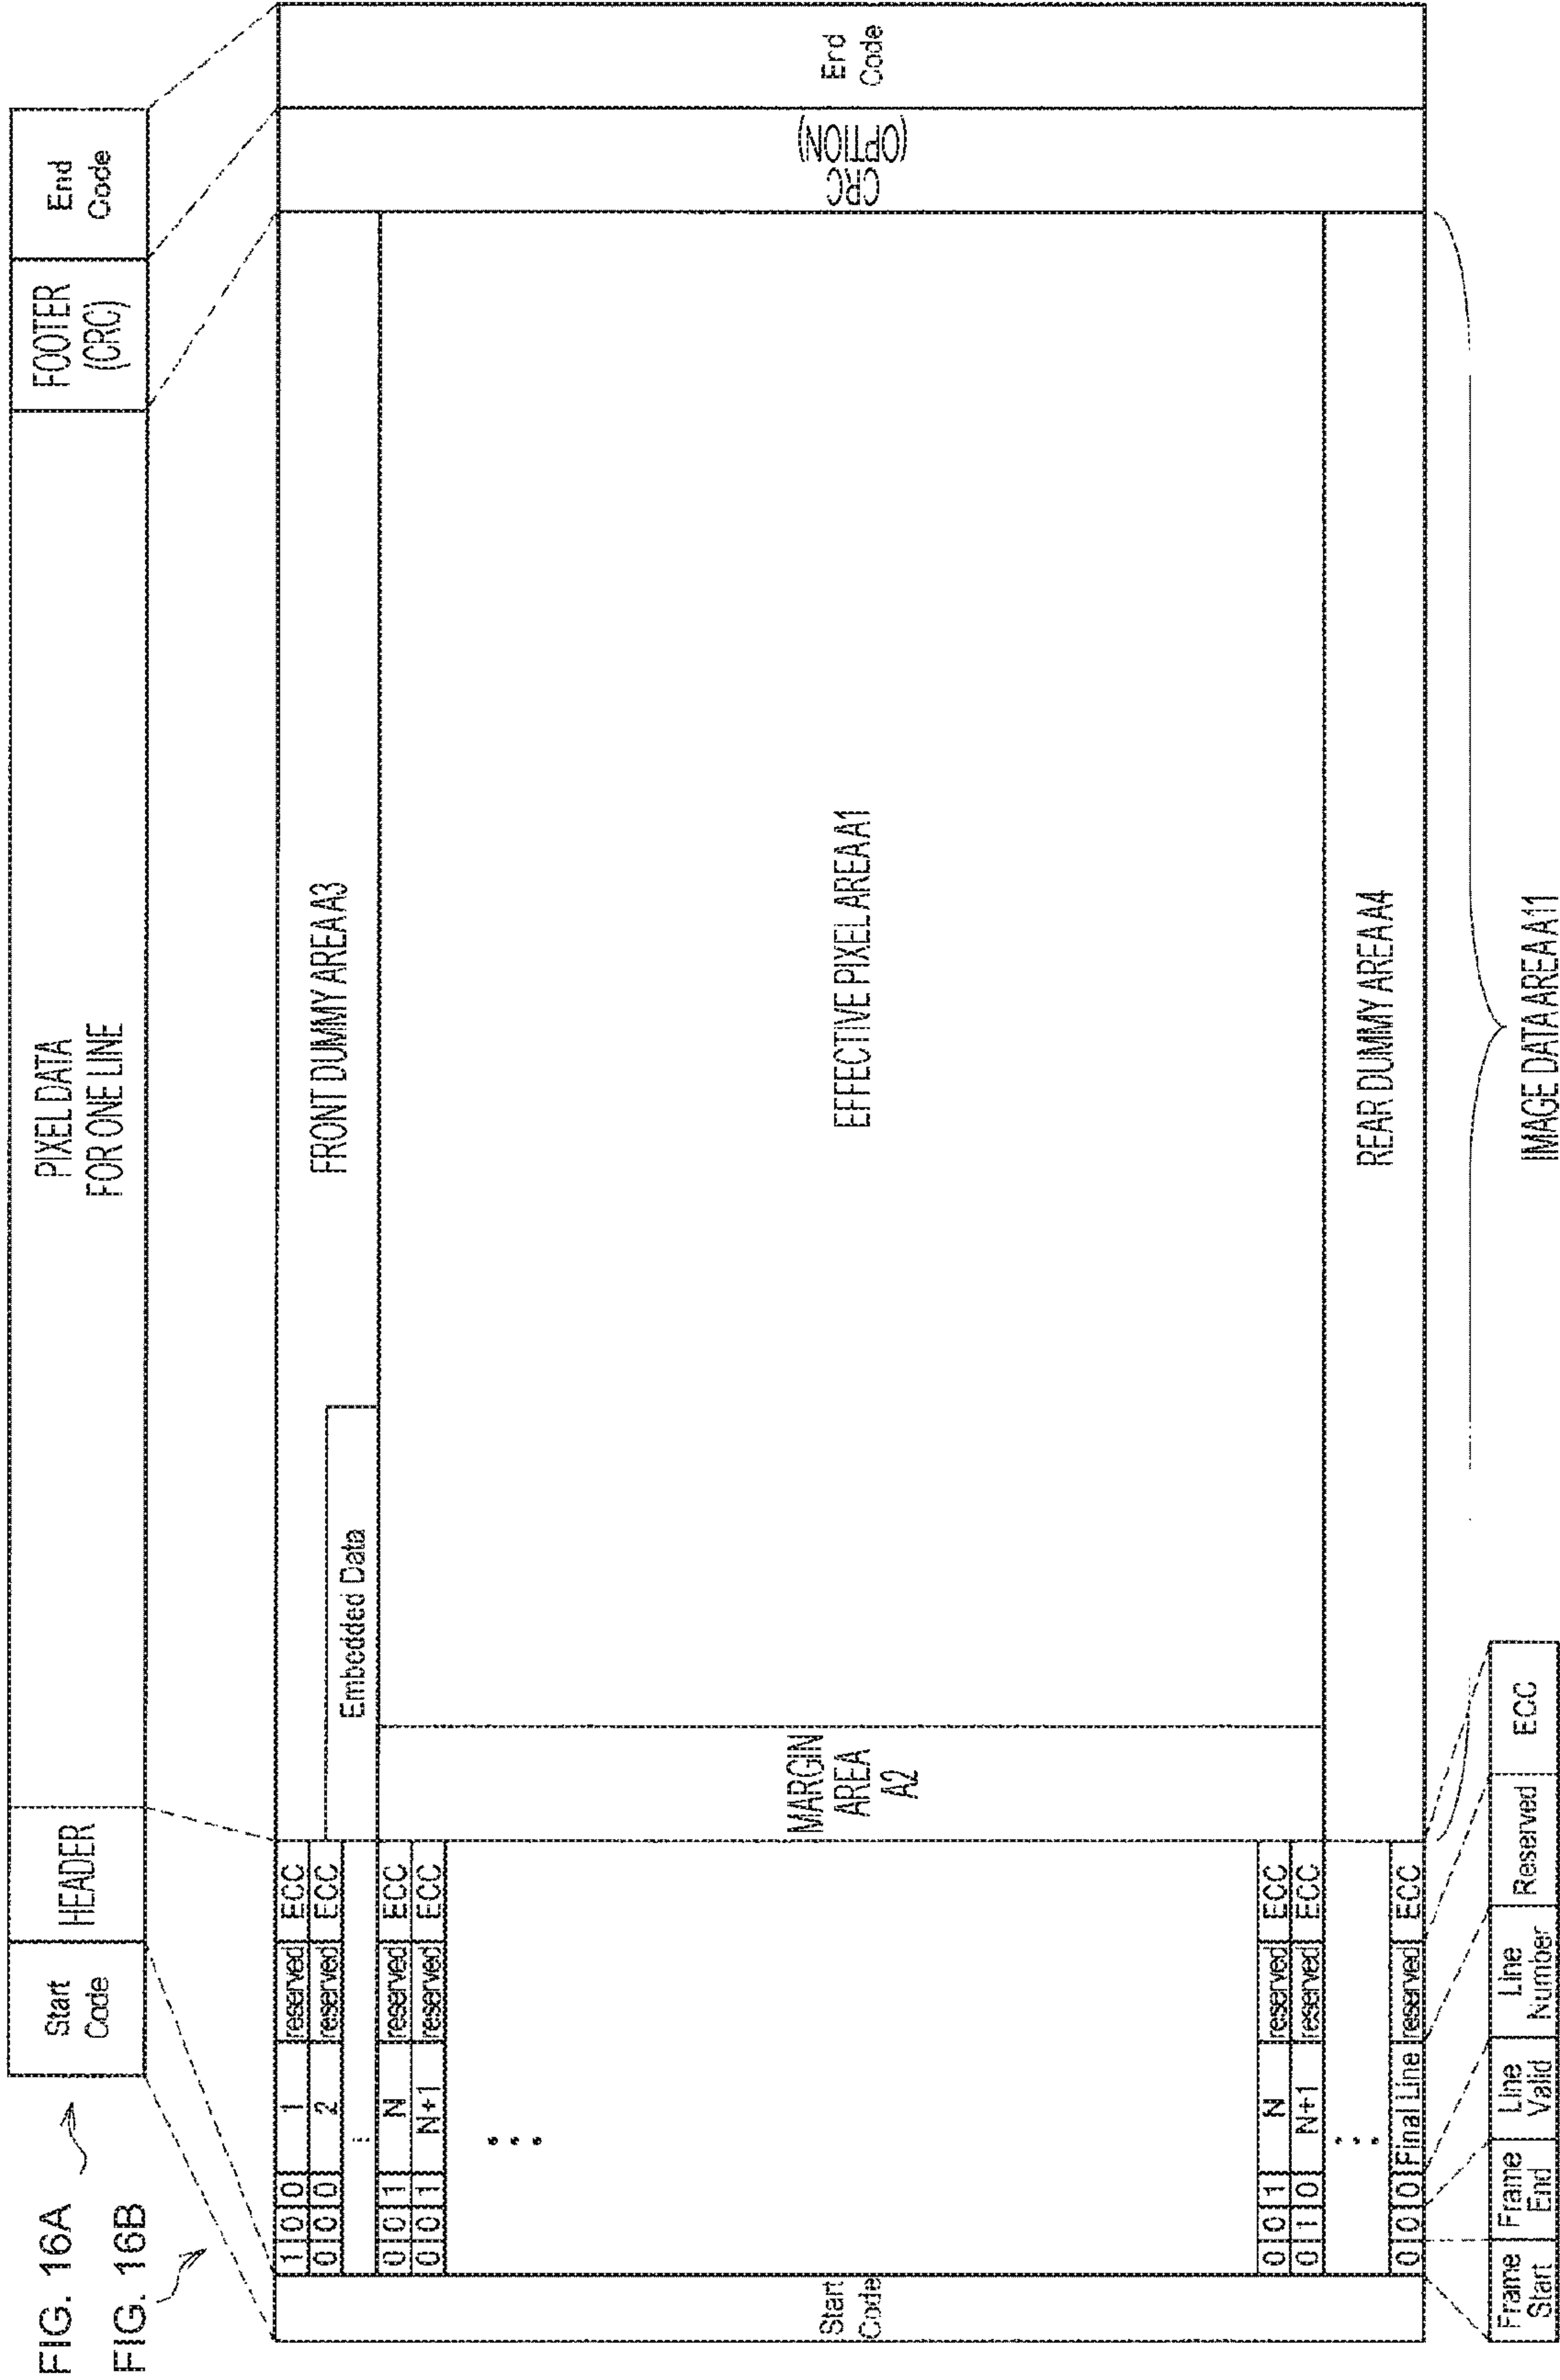 FIG. 16A
Start
Code
HEADER
PIXEL DATA
FOR ONE LINE
FOOTER
(CRC)
End
Code
FIG. 16B
Start
Code
1 0 0 1 reserved ECC
0 0 0 2 reserved ECC
⋮
0 0 1 N reserved ECC
0 0 1 N+1 reserved ECC
⋮
0 0 1 N reserved ECC
0 1 0 N+1 reserved ECC
⋮
0 0 0 Final Line reserved ECC
FRONT DUMMY AREA A3
Embedded Data
MARGIN
AREA
A2
EFFECTIVE PIXEL AREA A1
REAR DUMMY AREA A4
CRC
(OPTION)
End
Code
Frame
Start
Frame
End
Line
Valid
Line
Number
Reserved
ECC
IMAGE DATA AREA A11